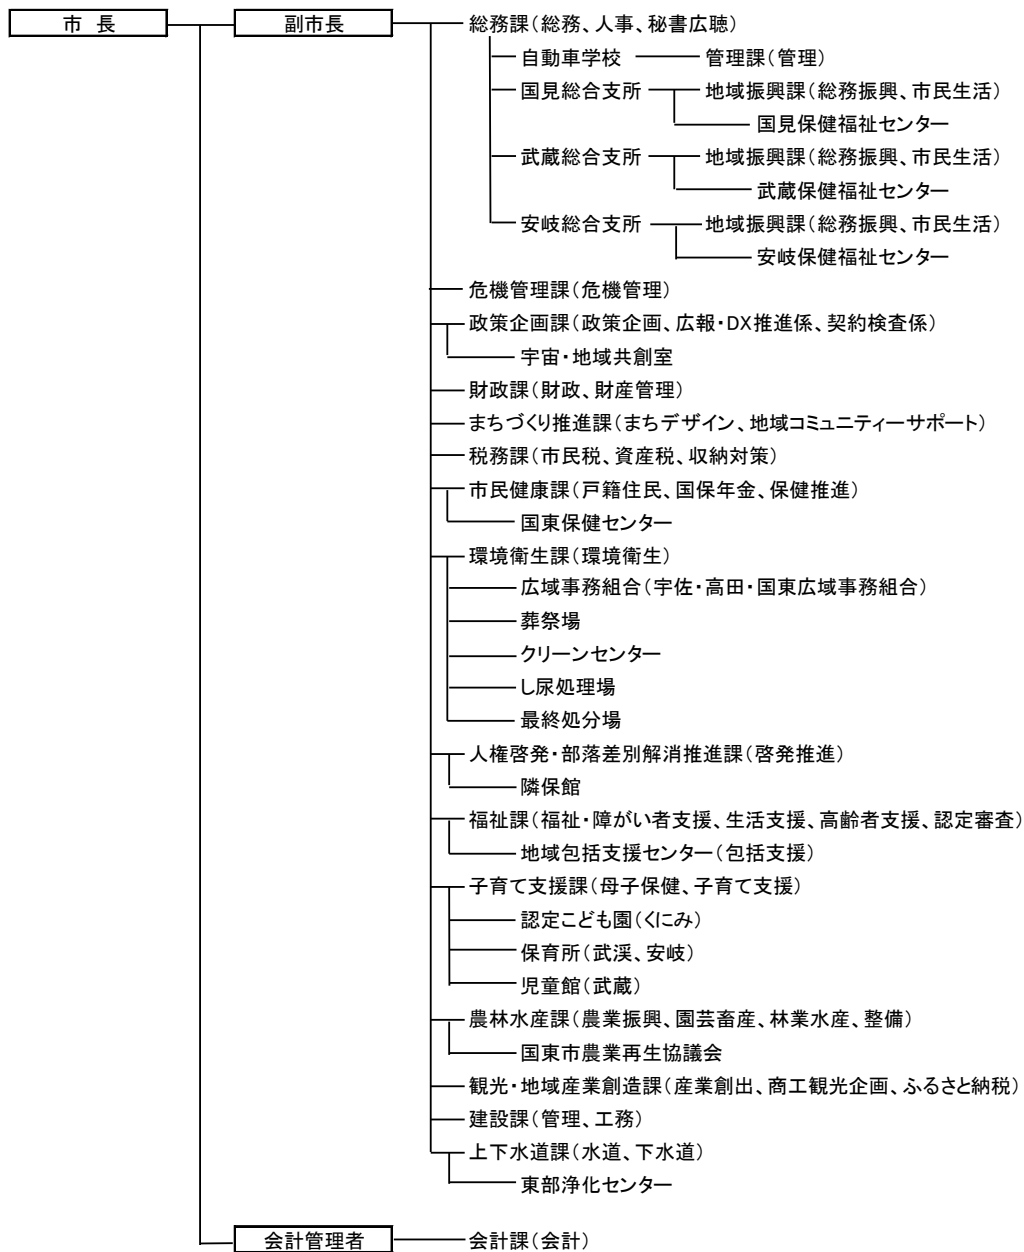 市 長 副市長 総務課(総務、人事、秘書広聴)
自動車学校 管理課(管理)
国見総合支所 地域振興課(総務振興、市民生活)
国見保健福祉センター
武蔵総合支所 地域振興課(総務振興、市民生活)
武蔵保健福祉センター
安岐総合支所 地域振興課(総務振興、市民生活)
安岐保健福祉センター
危機管理課(危機管理)
政策企画課(政策企画、広報・DX推進係、契約検査係)
宇宙・地域共創室
財政課(財政、財産管理)
まちづくり推進課(まちデザイン、地域コミュニティーサポート)
税務課(市民税、資産税、収納対策)
市民健康課(戸籍住民、国保年金、保健推進)
国東保健センター
環境衛生課(環境衛生)
広域事務組合(宇佐・高田・国東広域事務組合)
葬祭場
クリーンセンター
し尿処理場
最終処分場
人権啓発・部落差別解消推進課(啓発推進)
隣保館
福祉課(福祉・障がい者支援、生活支援、高齢者支援、認定審査)
地域包括支援センター(包括支援)
子育て支援課(母子保健、子育て支援)
認定こども園(くにみ)
保育所(武渓、安岐)
児童館(武蔵)
農林水産課(農業振興、園芸畜産、林業水産、整備)
国東市農業再生協議会
観光・地域産業創造課(産業創出、商工観光企画、ふるさと納税)
建設課(管理、工務)
上下水道課(水道、下水道)
東部浄化センター
会計管理者 会計課(会計)